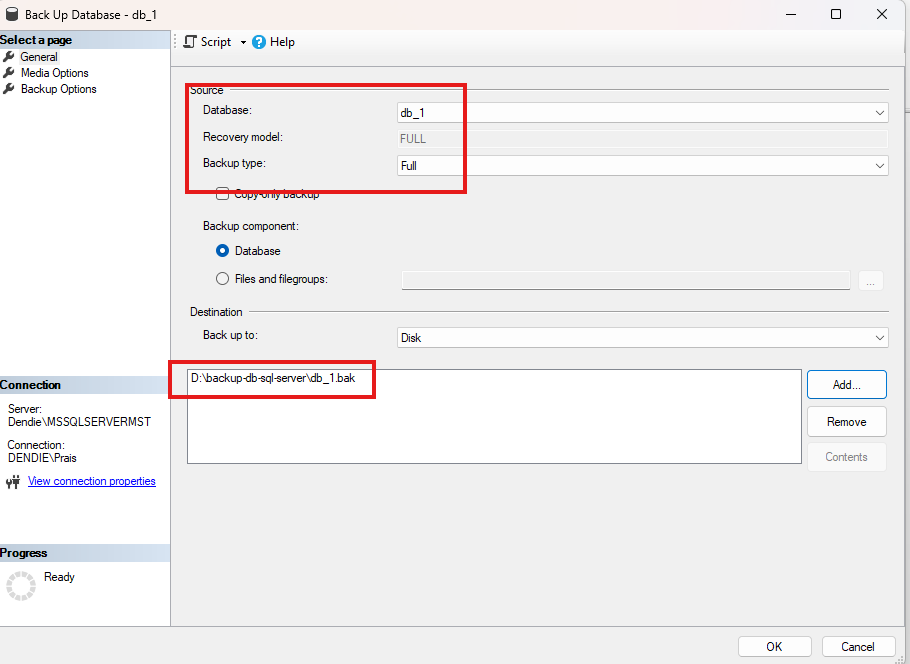 Back Up Database - db_1
Select a page
General
Media Options
Backup Options
Script
Help
Source
Database:
db_1
Recovery model:
FULL
Backup type:
Full
Copy-only backup
Backup component:
Database
Files and filegroups:
...
Destination
Back up to:
Disk
D:\backup-db-sql-server\db_1.bak
Add...
Remove
Contents
Connection
Server:
Dendie\MSSQLSERVERMST
Connection:
DENDIE\Prais
View connection properties
Progress
Ready
OK
Cancel